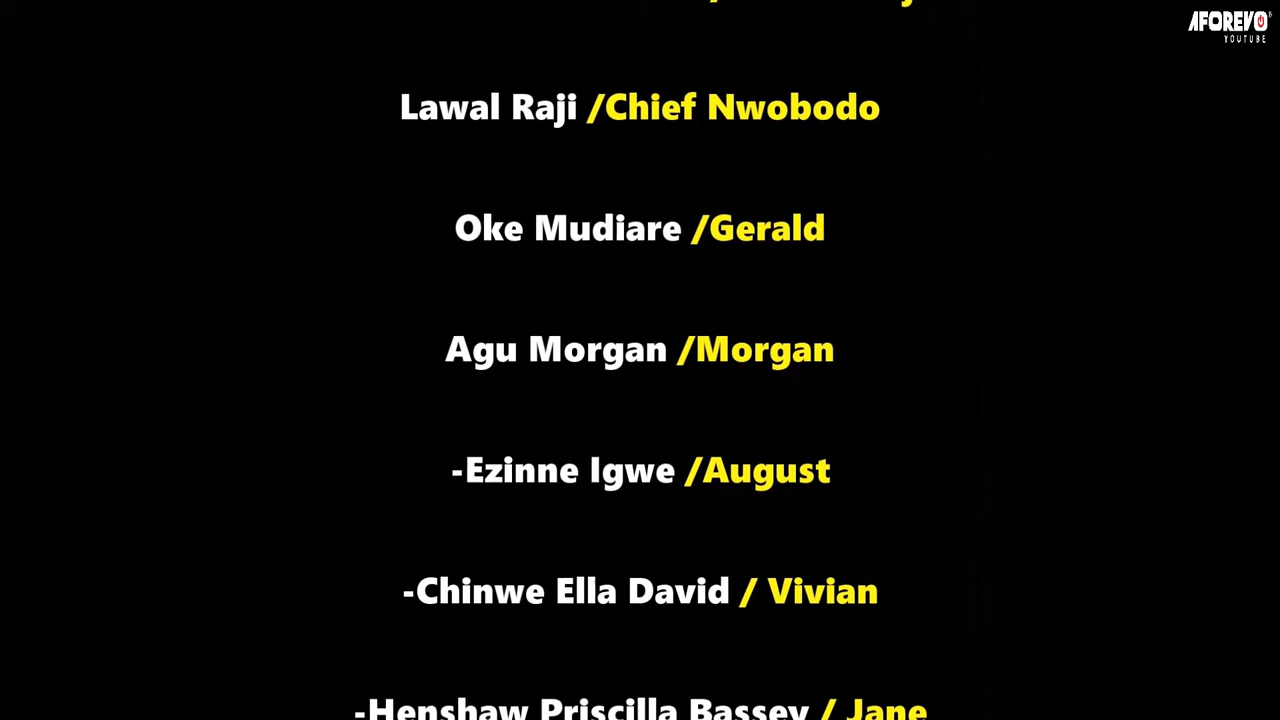 AFOREVO
YOUTUBE
Lawal Raji /Chief Nwobodo
Oke Mudiare /Gerald
Agu Morgan /Morgan
-Ezinne Igwe /August
-Chinwe Ella David / Vivian
-Henshaw Priscilla Bassey / Jane